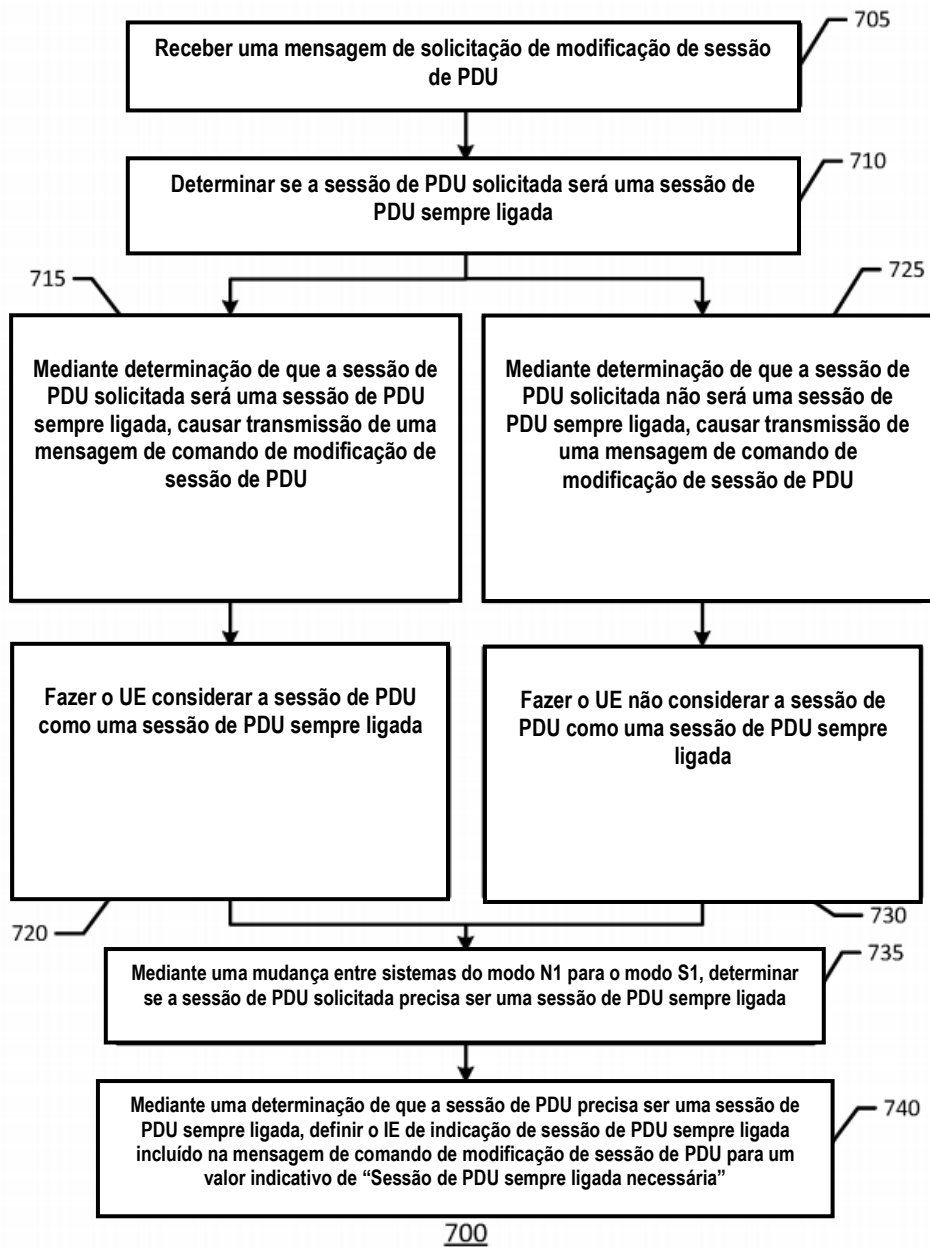 705
Receber uma mensagem de solicitação de modificação de sessão
de PDU
710
Determinar se a sessão de PDU solicitada será uma sessão de
PDU sempre ligada
715
725
Mediante determinação de que a sessão de
PDU solicitada será uma sessão de PDU
sempre ligada, causar transmissão de uma
mensagem de comando de modificação de
sessão de PDU
Mediante determinação de que a sessão de
PDU solicitada não será uma sessão de
PDU sempre ligada, causar transmissão de
uma mensagem de comando de
modificação de sessão de PDU
Fazer o UE considerar a sessão de PDU
como uma sessão de PDU sempre ligada
Fazer o UE não considerar a sessão de
PDU como uma sessão de PDU sempre
ligada
720
730
735
Mediante uma mudança entre sistemas do modo N1 para o modo S1, determinar
se a sessão de PDU solicitada precisa ser uma sessão de PDU sempre ligada
740
Mediante uma determinação de que a sessão de PDU precisa ser uma sessão de
PDU sempre ligada, definir o IE de indicação de sessão de PDU sempre ligada
incluído na mensagem de comando de modificação de sessão de PDU para um
valor indicativo de “Sessão de PDU sempre ligada necessária”
700